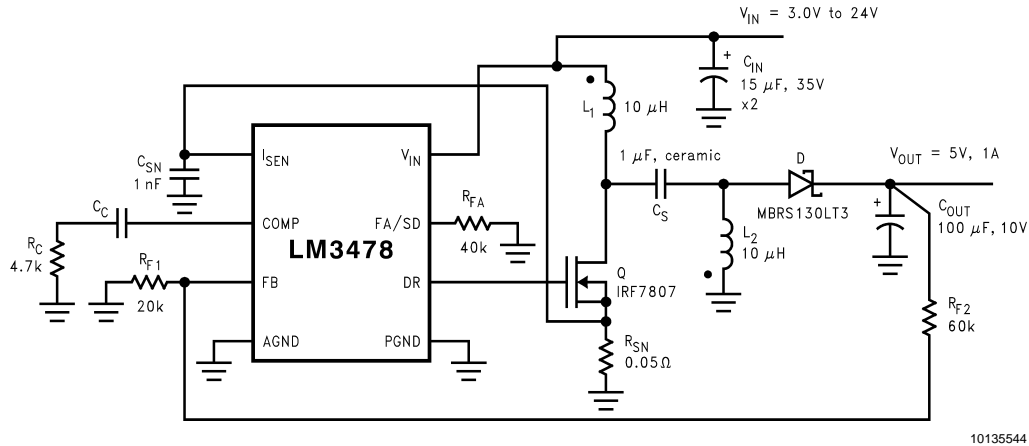 V_IN = 3.0V to 24V
C_IN
15 μF, 35V
x2
L_1
10 μH
I_SEN
V_IN
C_SN
1 nF
1 μF, ceramic
C_S
D
MBRS130LT3
V_OUT = 5V, 1A
C_OUT
100 μF, 10V
C_C
COMP
FA/SD
R_FA
40k
R_C
4.7k
LM3478
L_2
10 μH
R_F1
20k
FB
DR
Q
IRF7807
R_F2
60k
AGND
PGND
R_SN
0.05Ω
10135544